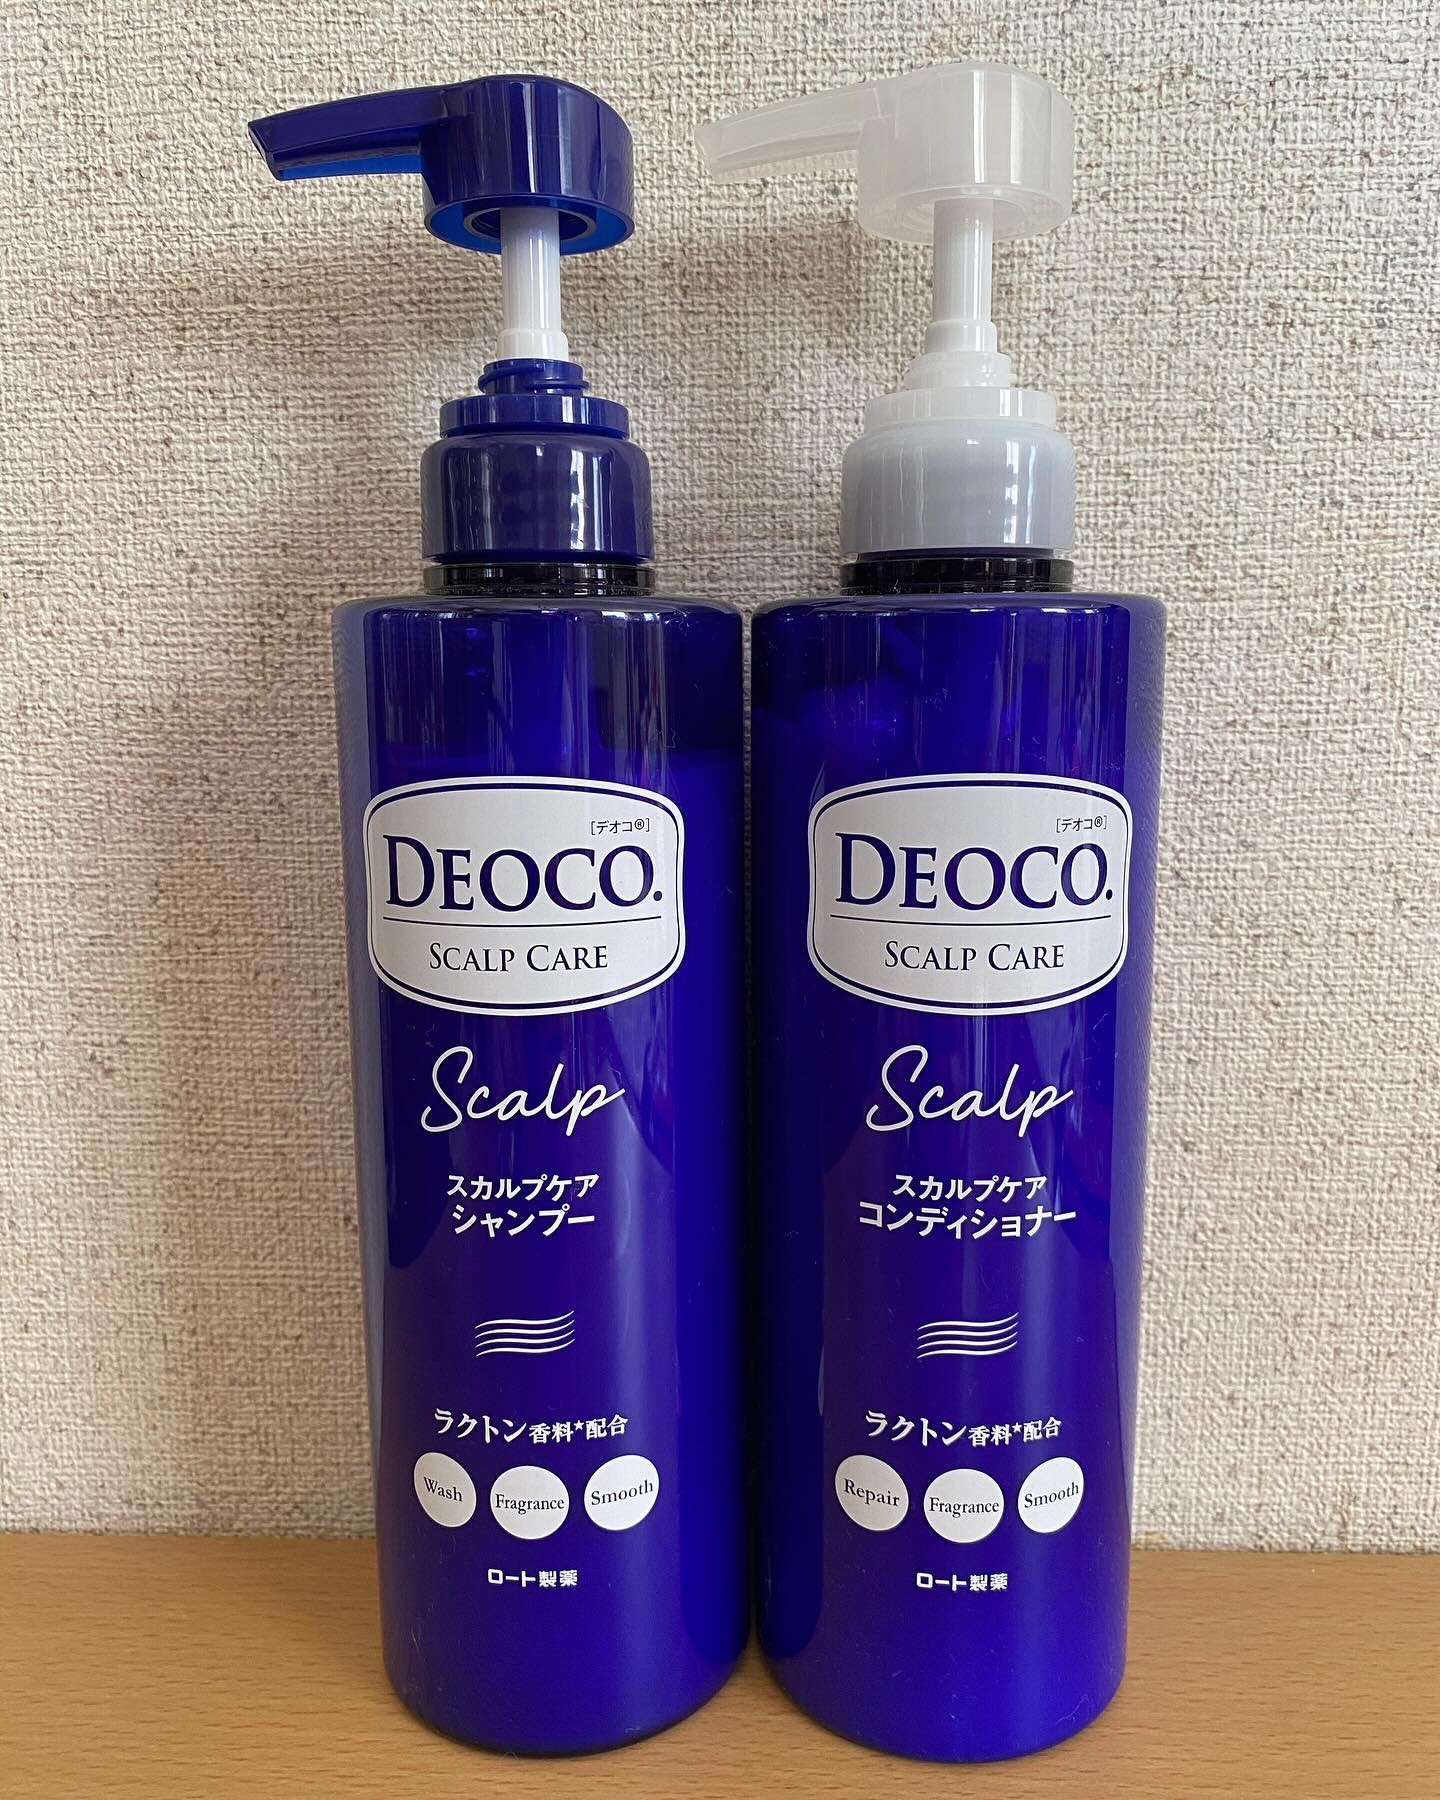 [デオコ®]
DEOCO.
SCALP CARE
Scalp
スカルプケア
シャンプー
ラクトン香料*配合
Wash Fragrance Smooth
ロート製薬
[デオコ®]
DEOCO.
SCALP CARE
Scalp
スカルプケア
コンディショナー
ラクトン香料*配合
Repair Fragrance Smooth
ロート製薬